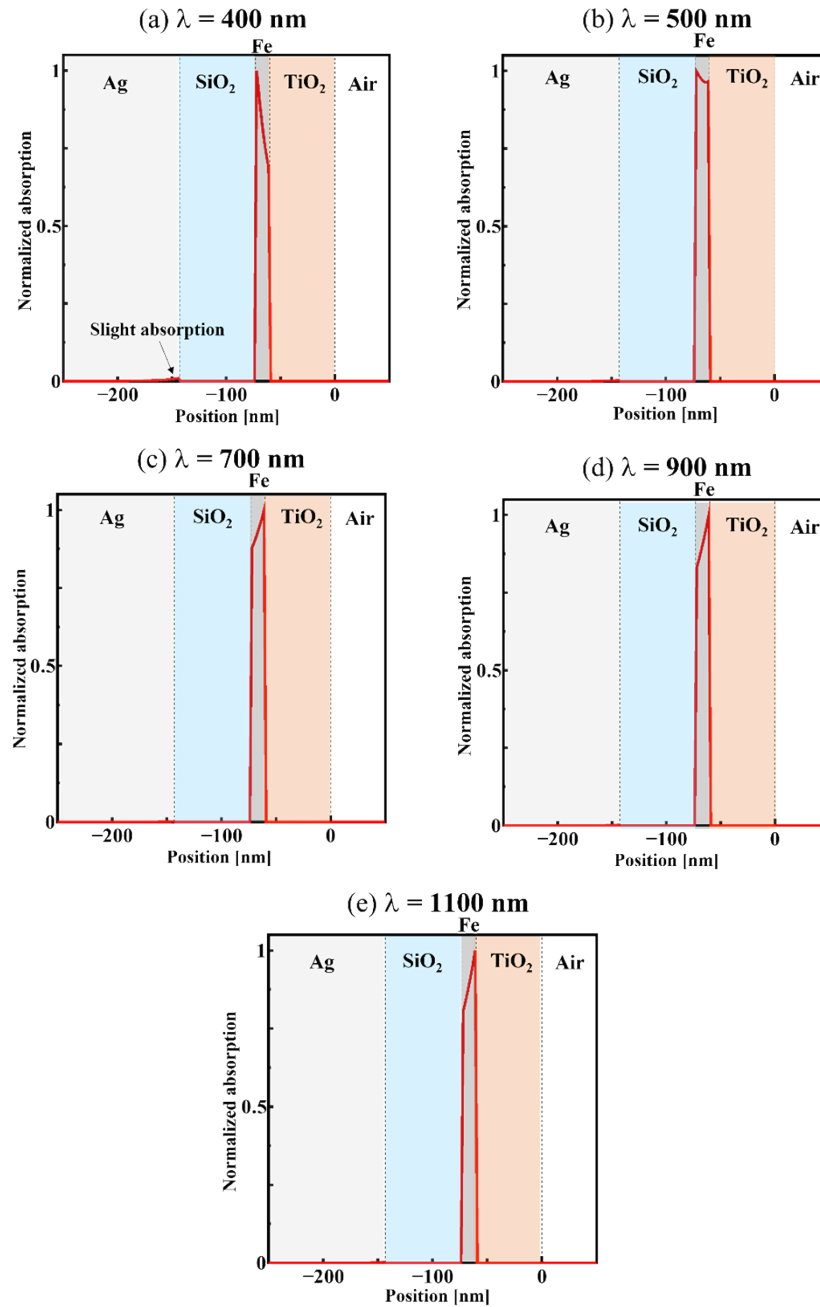 (a) λ = 400 nm
Fe
Ag SiO₂ TiO₂ Air
1
0.5
0
Normalized absorption
Slight absorption
−200 −100 0
Position [nm]
(b) λ = 500 nm
Fe
Ag SiO₂ TiO₂ Air
1
0.5
0
Normalized absorption
−200 −100 0
Position [nm]
(c) λ = 700 nm
Fe
Ag SiO₂ TiO₂ Air
1
0.5
0
Normalized absorption
−200 −100 0
Position [nm]
(d) λ = 900 nm
Fe
Ag SiO₂ TiO₂ Air
1
0.5
0
Normalized absorption
−200 −100 0
Position [nm]
(e) λ = 1100 nm
Fe
Ag SiO₂ TiO₂ Air
1
0.5
0
Normalized absorption
−200 −100 0
Position [nm]